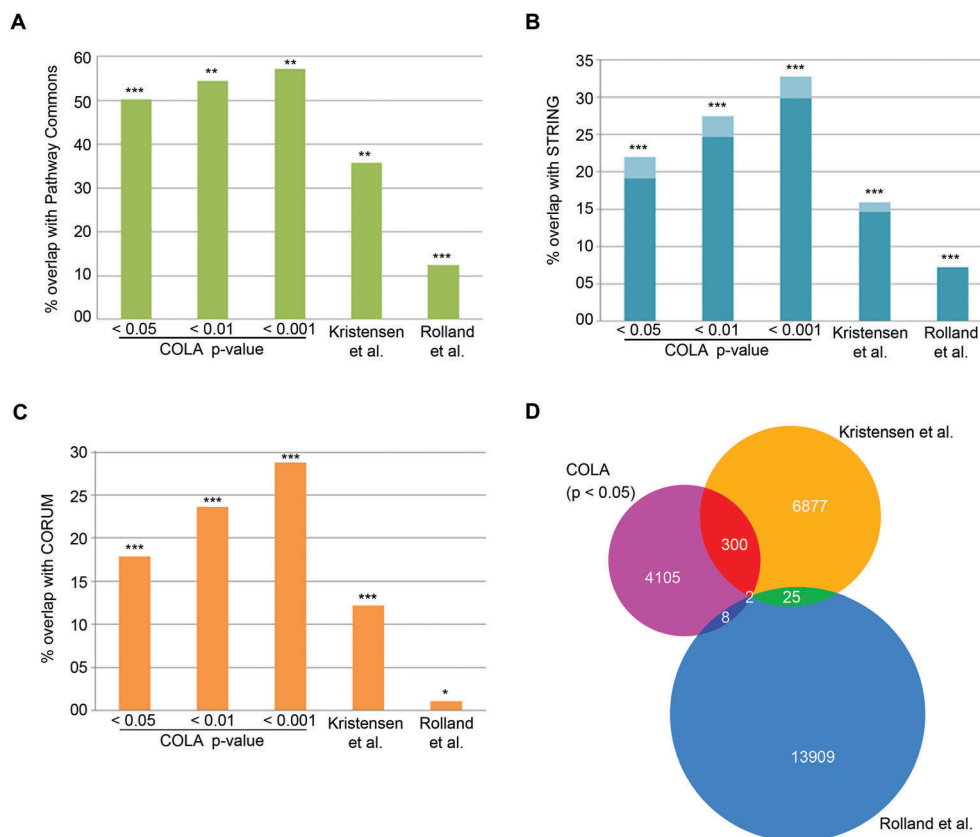 A
% overlap with Pathway Commons
60
50
40
30
20
10
00
***
**
**
**
***
< 0.05
< 0.01
< 0.001
COLA p-value
Kristensen
et al.
Rolland
et al.
B
% overlap with STRING
35
30
25
20
15
10
05
00
***
***
***
***
***
< 0.05
< 0.01
< 0.001
COLA p-value
Kristensen
et al.
Rolland
et al.
C
% overlap with CORUM
30
25
20
15
10
05
00
***
***
***
***
*
< 0.05
< 0.01
< 0.001
COLA p-value
Kristensen
et al.
Rolland
et al.
D
Kristensen et al.
COLA
(p < 0.05)
6877
300
4105
2
25
8
13909
Rolland et al.